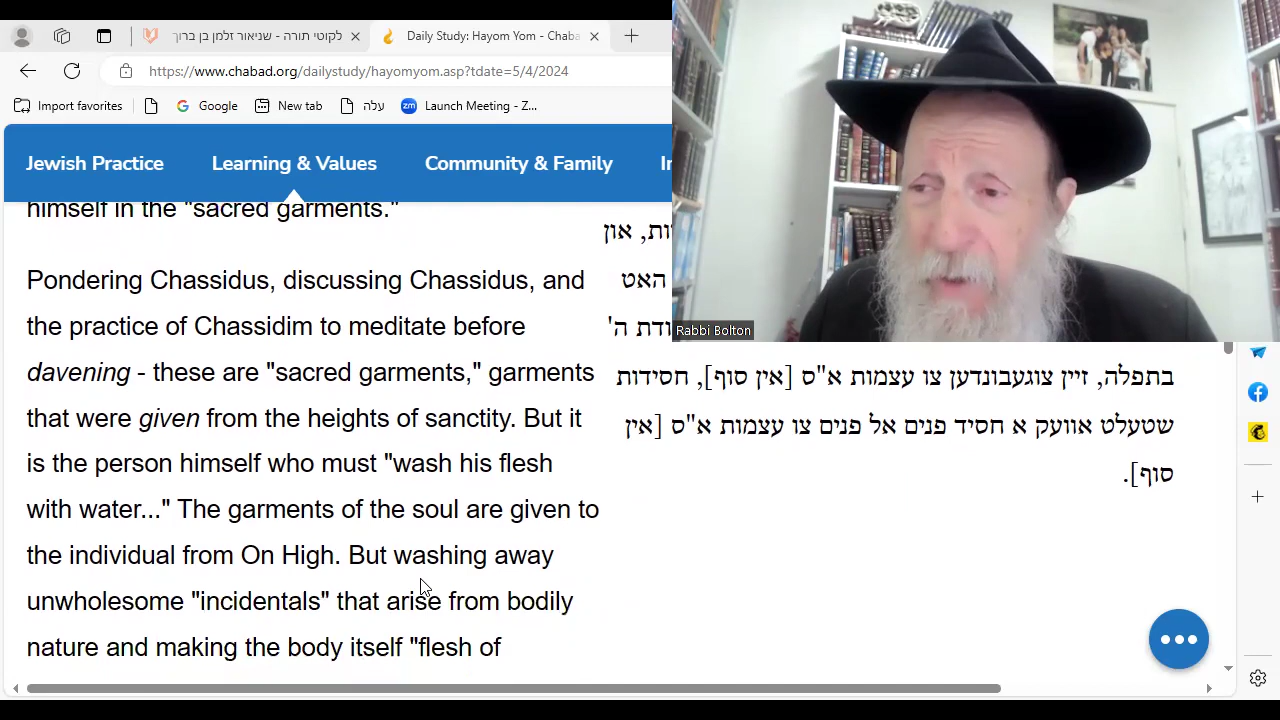 לקוטי תורה - שניאור זלמן בן ברוך
Daily Study: Hayom Yom - Chaba
https://www.chabad.org/dailystudy/hayomyom.asp?tdate=5/4/2024
Import favorites
Google
New tab
עלה
zm
Launch Meeting - Z...
Jewish Practice
Learning & Values
Community & Family
himself in the "sacred garments."
Pondering Chassidus, discussing Chassidus, and
the practice of Chassidim to meditate before
davening - these are "sacred garments," garments
that were given from the heights of sanctity. But it
is the person himself who must "wash his flesh
with water..." The garments of the soul are given to
the individual from On High. But washing away
unwholesome "incidentals" that arise from bodily
nature and making the body itself "flesh of
ות, און
האט
ודת ה'
בתפלה, זיין צוגעבונדען צו עצמות א"ס [אין סוף], חסידות
שטעלט אוועק א חסיד פנים אל פנים צו עצמות א"ס [אין
סוף].
Rabbi Bolton